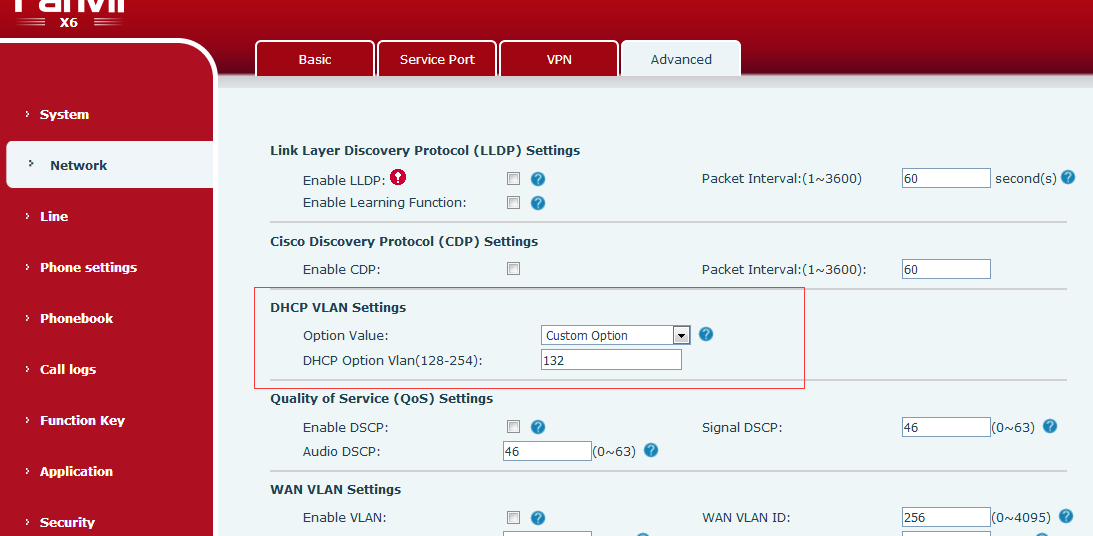 Fanvil
X6
Basic
Service Port
VPN
Advanced
System
Network
Line
Phone settings
Phonebook
Call logs
Function Key
Application
Security
Link Layer Discovery Protocol (LLDP) Settings
Enable LLDP: Packet Interval:(1~3600) 60 second(s)
Enable Learning Function:
Cisco Discovery Protocol (CDP) Settings
Enable CDP: Packet Interval:(1~3600): 60
DHCP VLAN Settings
Option Value: Custom Option
DHCP Option Vlan(128-254): 132
Quality of Service (QoS) Settings
Enable DSCP: Signal DSCP: 46 (0~63)
Audio DSCP: 46 (0~63)
WAN VLAN Settings
Enable VLAN: WAN VLAN ID: 256 (0~4095)